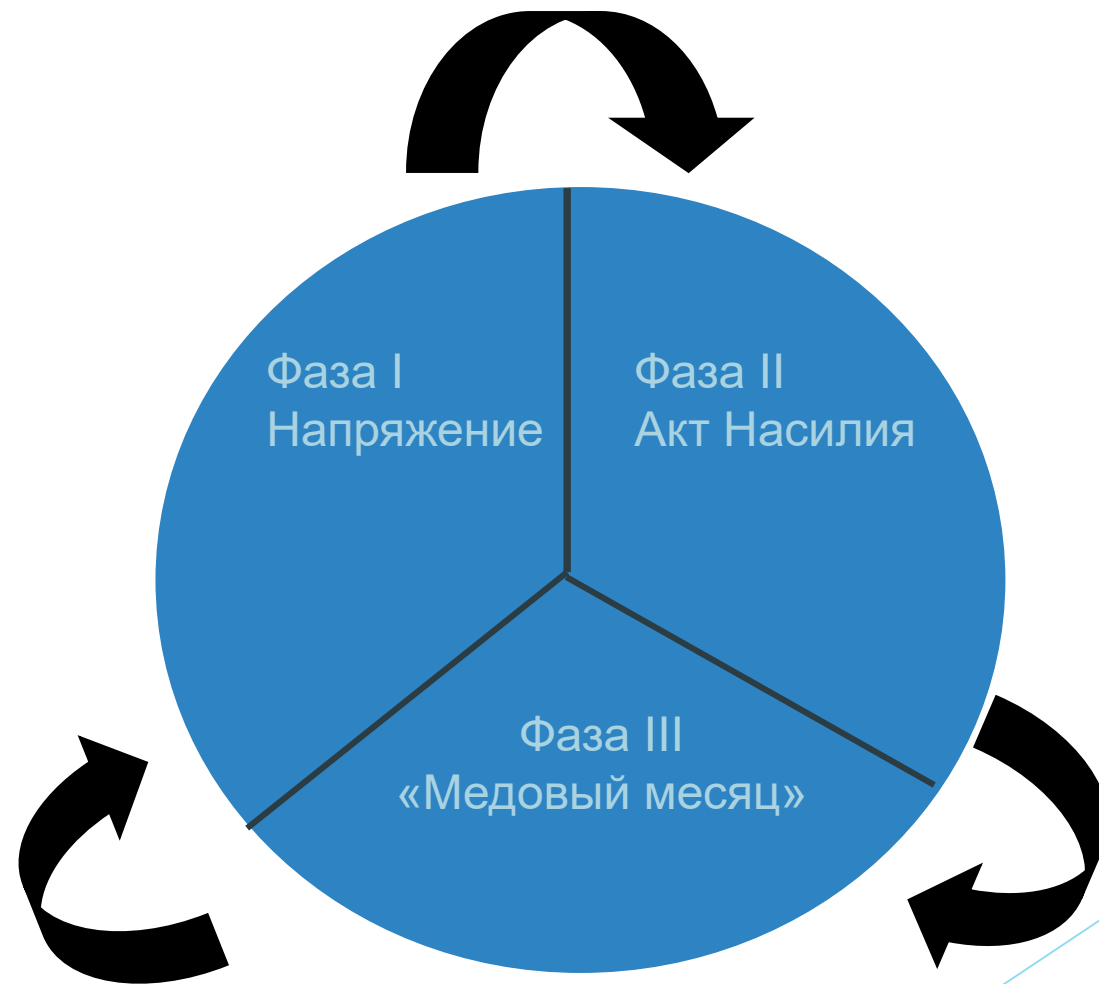 Фаза I
Напряжение
Фаза II
Акт Насилия
Фаза III
«Медовый месяц»